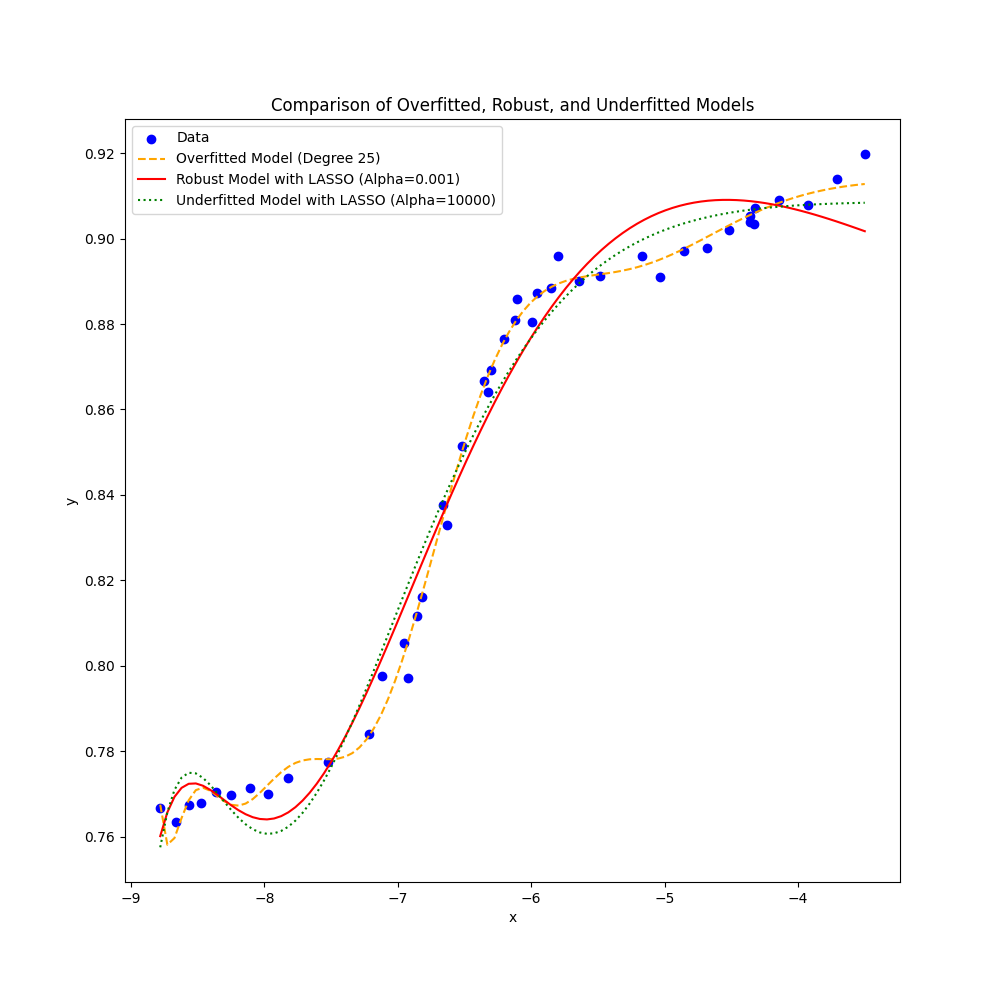 Comparison of Overfitted, Robust, and Underfitted Models
Data
Overfitted Model (Degree 25)
Robust Model with LASSO (Alpha=0.001)
Underfitted Model with LASSO (Alpha=10000)
0.92
0.90
0.88
0.86
0.84
0.82
0.80
0.78
0.76
y
−9 −8 −7 −6 −5 −4
x